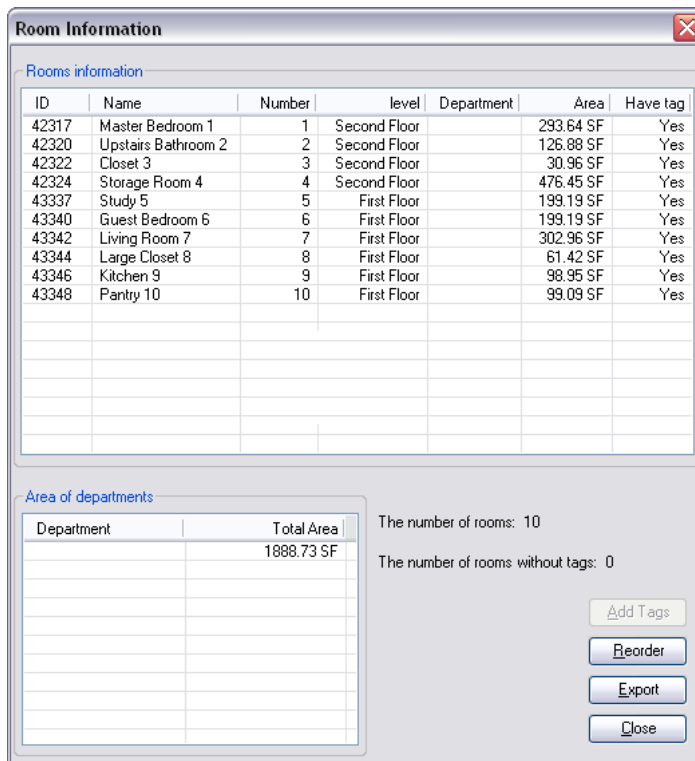 Room Information
Rooms information
ID Name Number level Department Area Have tag
42317 Master Bedroom 1 1 Second Floor 293.64 SF Yes
42320 Upstairs Bathroom 2 2 Second Floor 126.88 SF Yes
42322 Closet 3 3 Second Floor 30.96 SF Yes
42324 Storage Room 4 4 Second Floor 476.45 SF Yes
43337 Study 5 5 First Floor 199.19 SF Yes
43340 Guest Bedroom 6 6 First Floor 199.19 SF Yes
43342 Living Room 7 7 First Floor 302.96 SF Yes
43344 Large Closet 8 8 First Floor 61.42 SF Yes
43346 Kitchen 9 9 First Floor 98.95 SF Yes
43348 Pantry 10 10 First Floor 99.09 SF Yes
Area of departments
Department Total Area
1888.73 SF
The number of rooms: 10
The number of rooms without tags: 0
Add Tags
Reorder
Export
Close